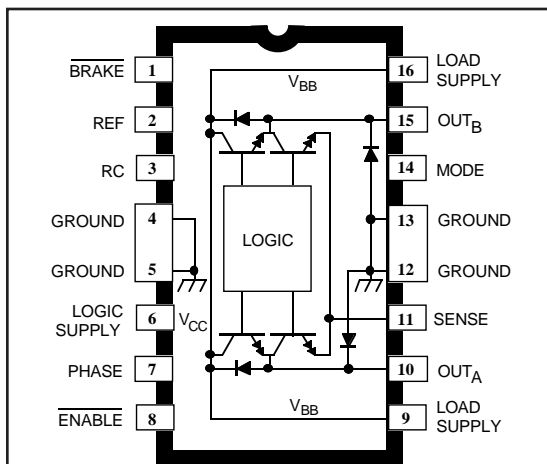 BRAKE 1
REF 2
RC 3
GROUND 4
GROUND 5
LOGIC
SUPPLY 6 VCC
PHASE 7
ENABLE 8
VBB
LOGIC
VBB
16 LOAD
SUPPLY
15 OUTB
14 MODE
13 GROUND
12 GROUND
11 SENSE
10 OUTA
9 LOAD
SUPPLY